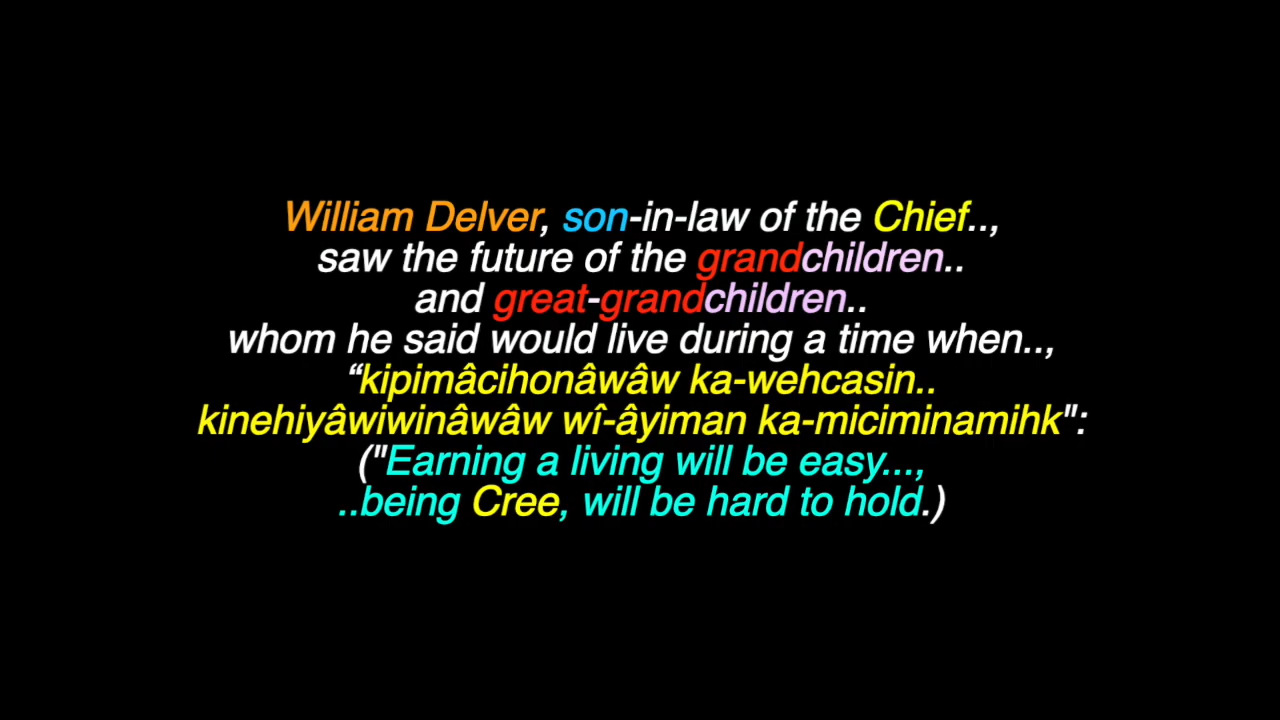 William Delver, son-in-law of the Chief..,
saw the future of the grandchildren..
and great-grandchildren..
whom he said would live during a time when..,
“kipimâcihonâwâw ka-wehcasin..
kinehiyâwiwinâwâw wî-âyiman ka-miciminamihk":
("Earning a living will be easy...,
..being Cree, will be hard to hold.)